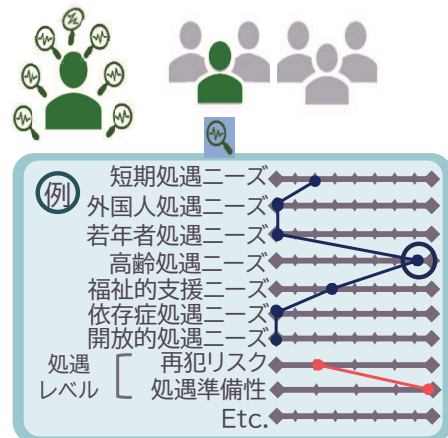 例
短期処遇ニーズ
外国人処遇ニーズ
若年者処遇ニーズ
高齢処遇ニーズ
福祉的支援ニーズ
依存症処遇ニーズ
開放的処遇ニーズ
処遇
レベル
再犯リスク
処遇準備性
Etc.